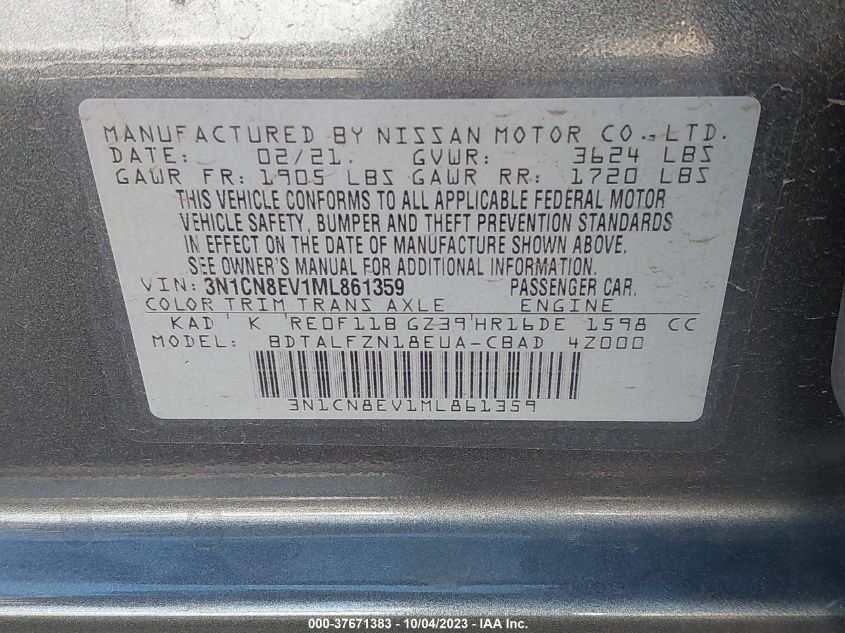 MANUFACTURED BY NISSAN MOTOR CO.,LTD.
DATE: 02/21. GVWR: 3624 LBS
GAWR FR: 1905 LBS GAWR RR: 1720 LBS
THIS VEHICLE CONFORMS TO ALL APPLICABLE FEDERAL MOTOR
VEHICLE SAFETY, BUMPER AND THEFT PREVENTION STANDARDS
IN EFFECT ON THE DATE OF MANUFACTURE SHOWN ABOVE.
SEE OWNER'S MANUAL FOR ADDITIONAL INFORMATION.
VIN: 3N1CN8EV1ML861359 PASSENGER CAR.
COLOR TRIM TRANS AXLE ENGINE
KAD K RE0F11B GZ39 HR16DE 1598 CC
MODEL: BDTALFZN18EUA-CBAD 4Z000
3N1CN8EV1ML861359
000-37671383 - 10/04/2023 - IAA Inc.